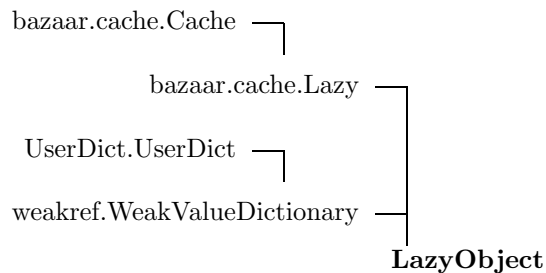 bazaar.cache.Cache
bazaar.cache.Lazy
UserDict.UserDict
weakref.WeakValueDictionary
LazyObject